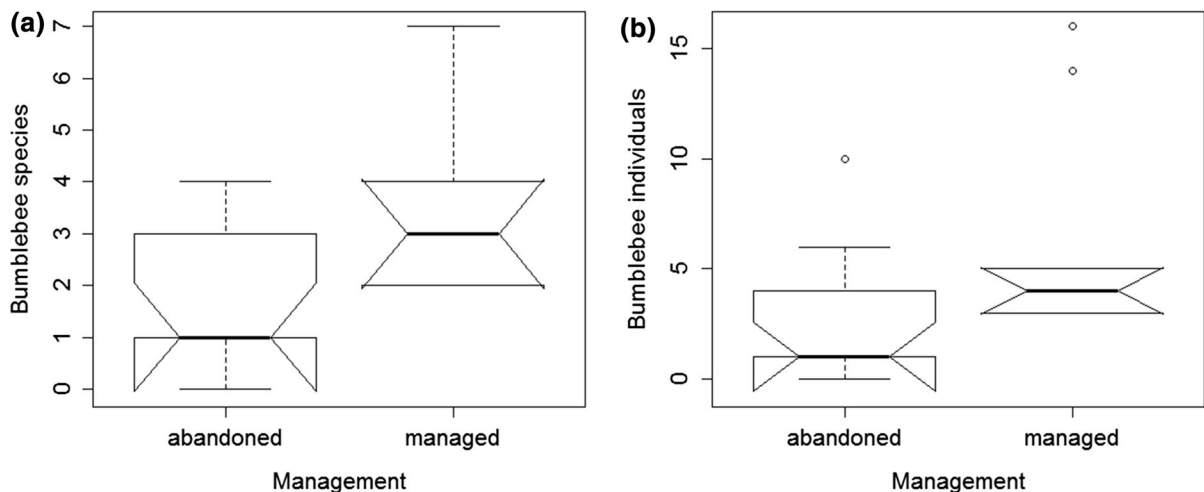 (a)
Bumblebee species
7
6
5
4
3
2
1
0
abandoned managed
Management
(b)
Bumblebee individuals
15
10
5
0
abandoned managed
Management